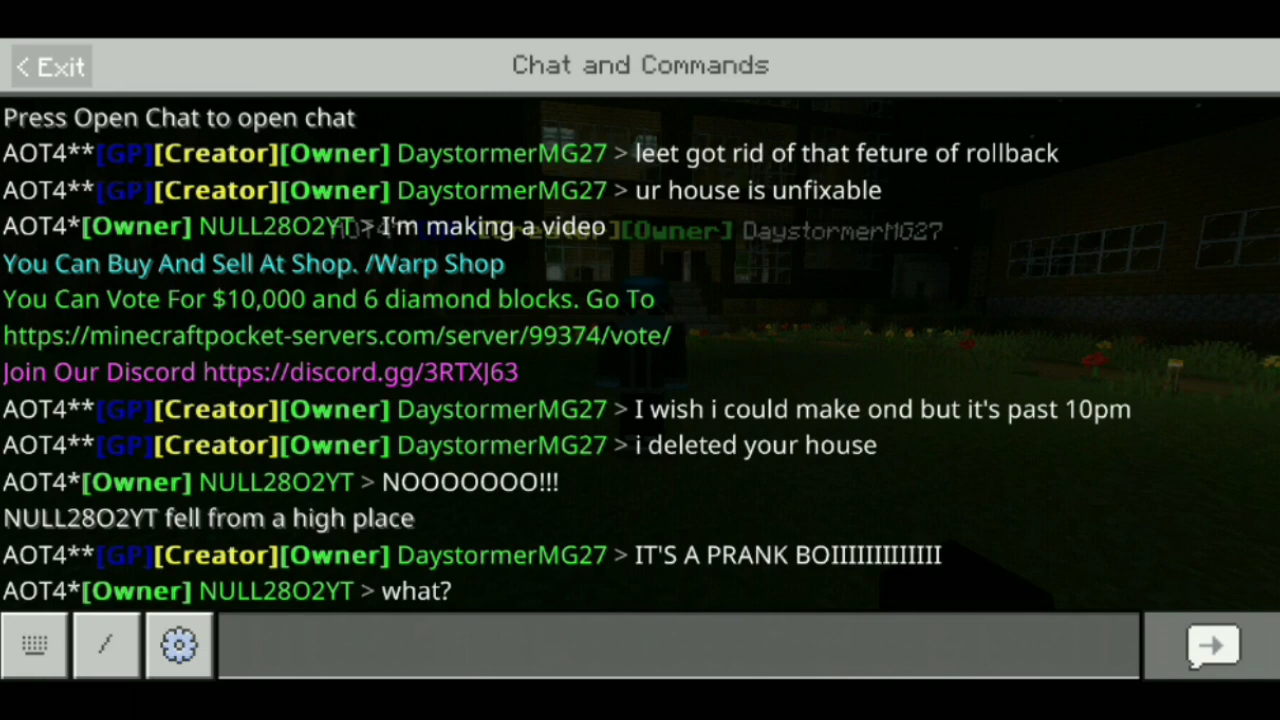 < Exit
Chat and Commands
Press Open Chat to open chat
AOT4**[GP][Creator][Owner] DaystormerMG27 > leet got rid of that feture of rollback
AOT4**[GP][Creator][Owner] DaystormerMG27 > ur house is unfixable
AOT4*[Owner] NULL28O2YT > I'm making a video
[Owner] DaystormerMG27
You Can Buy And Sell At Shop. /Warp Shop
You Can Vote For $10,000 and 6 diamond blocks. Go To
https://minecraftpocket-servers.com/server/99374/vote/
Join Our Discord https://discord.gg/3RTXJ63
AOT4**[GP][Creator][Owner] DaystormerMG27 > I wish i could make ond but it's past 10pm
AOT4**[GP][Creator][Owner] DaystormerMG27 > i deleted your house
AOT4*[Owner] NULL28O2YT > NOOOOOOO!!!
NULL28O2YT fell from a high place
AOT4**[GP][Creator][Owner] DaystormerMG27 > IT'S A PRANK BOIIIIIIIIIIIII
AOT4*[Owner] NULL28O2YT > what?
/